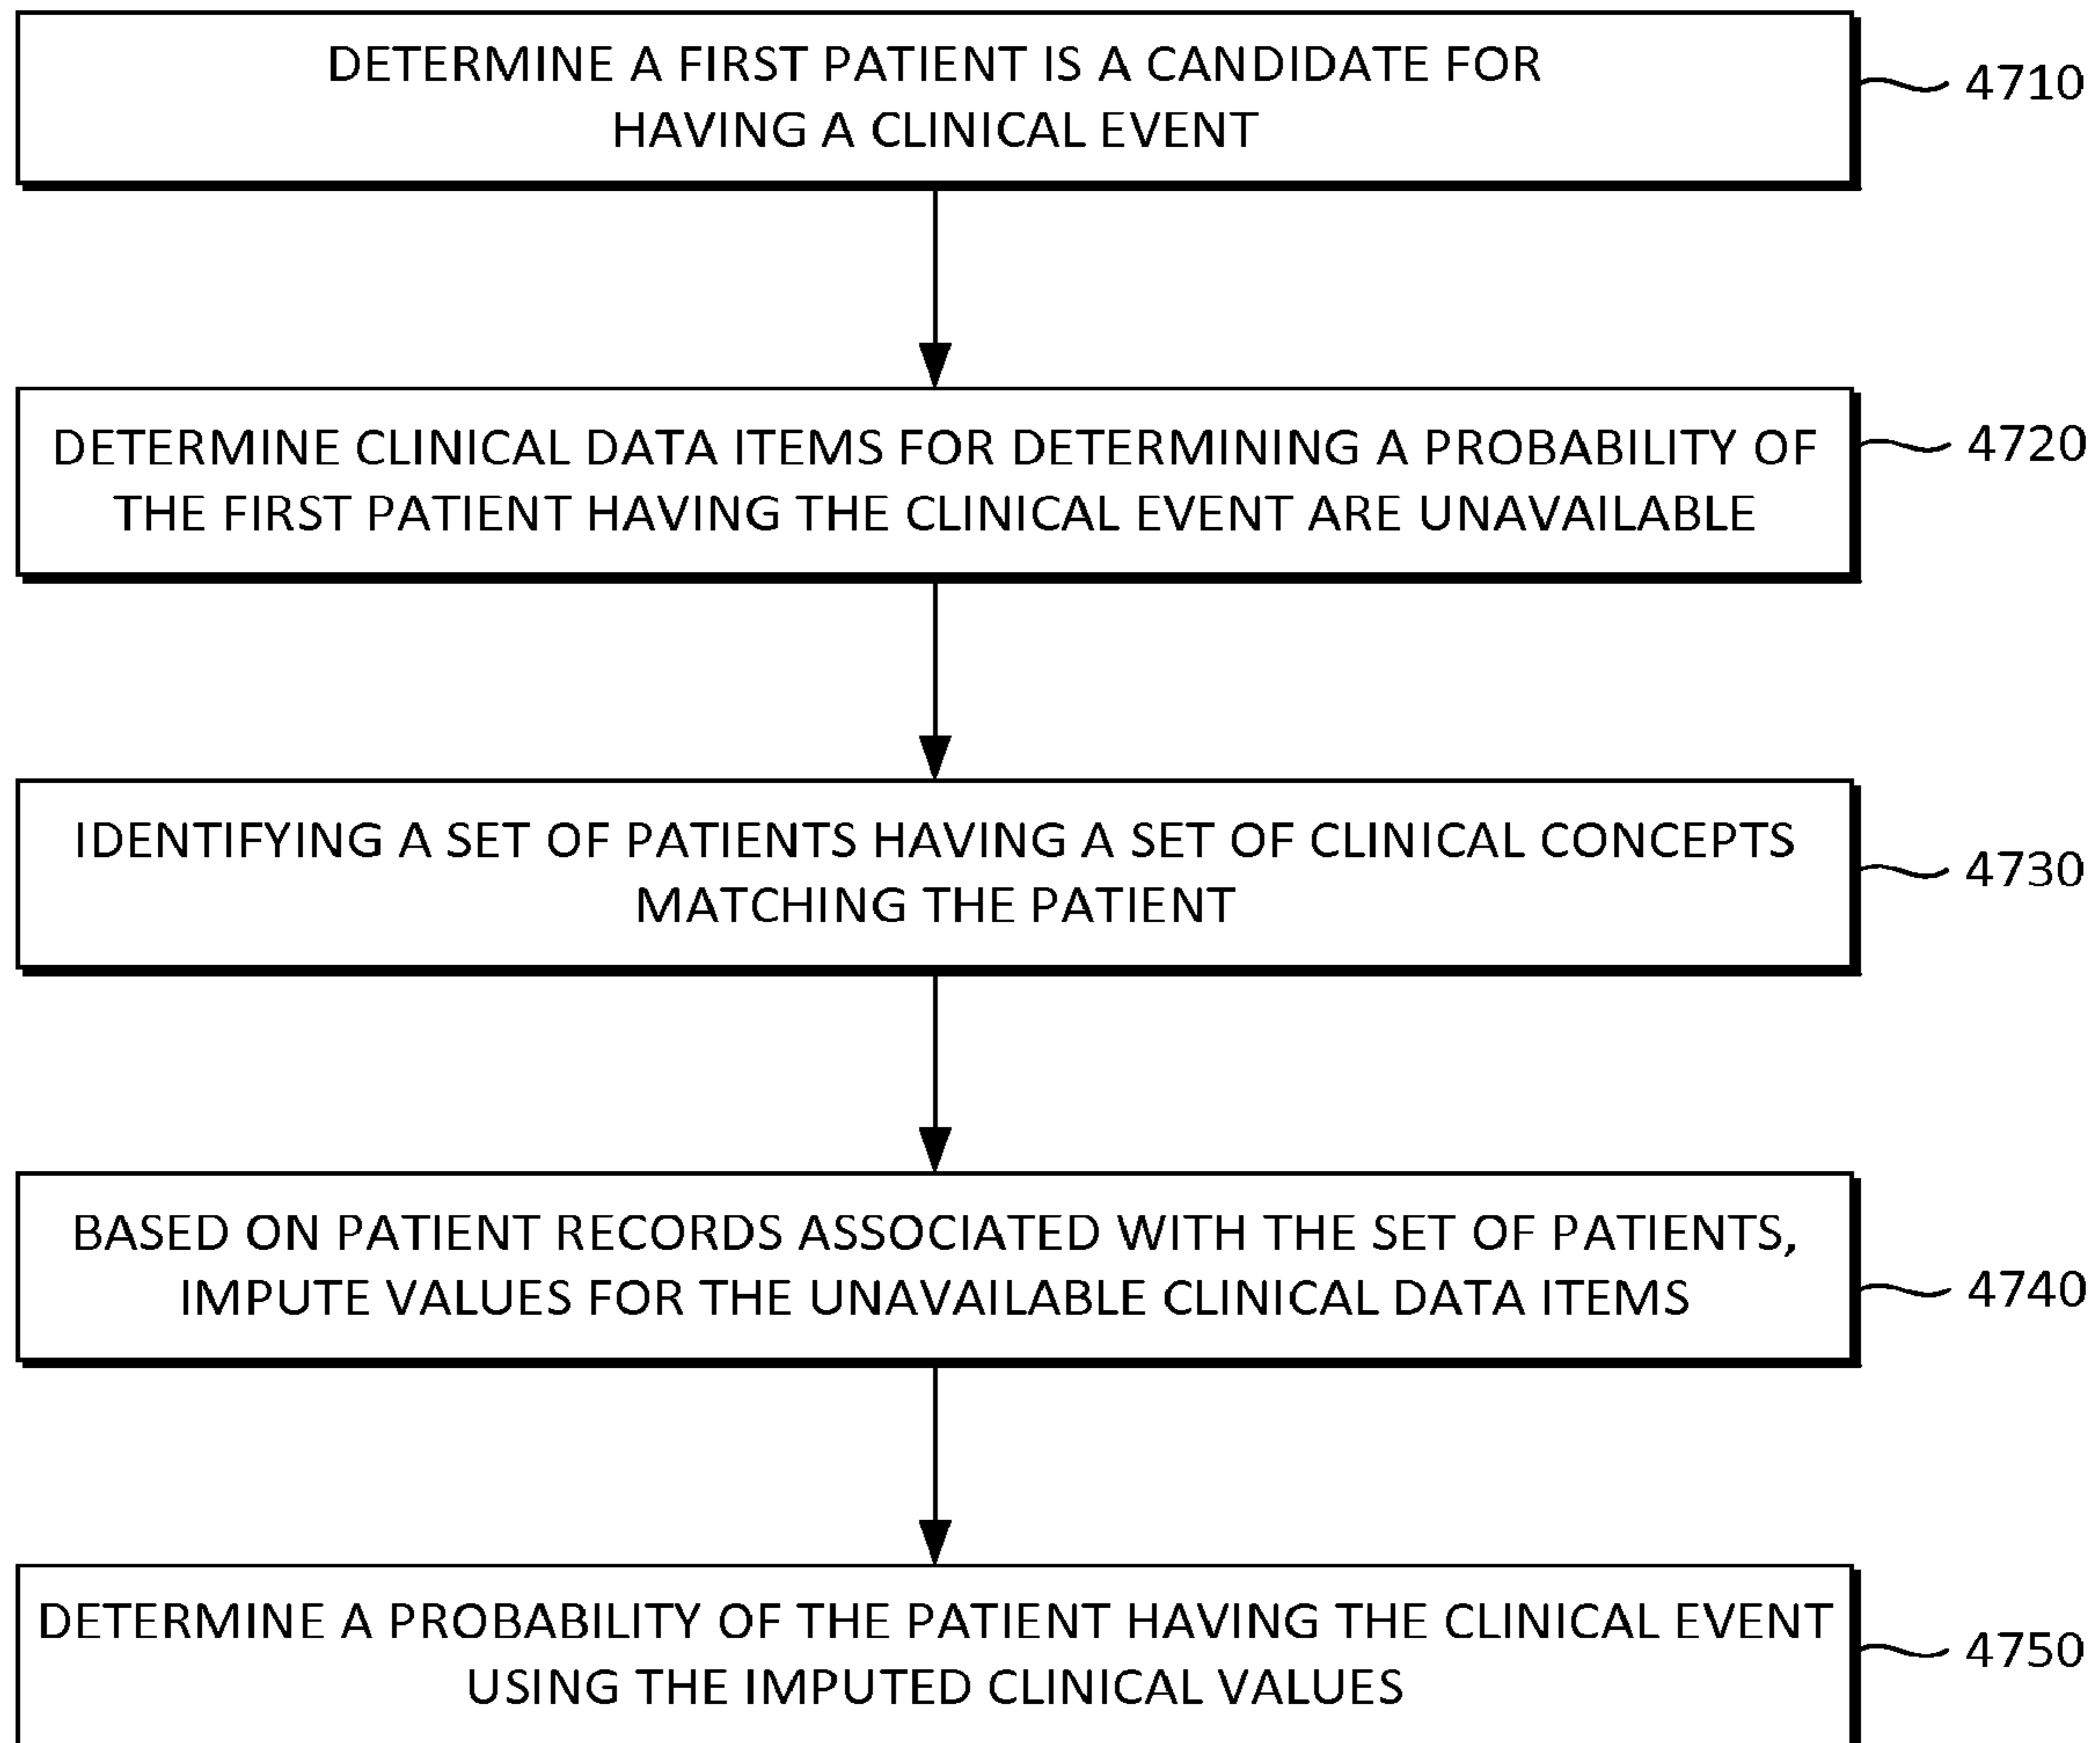 DETERMINE A FIRST PATIENT IS A CANDIDATE FOR
HAVING A CLINICAL EVENT
4710
DETERMINE CLINICAL DATA ITEMS FOR DETERMINING A PROBABILITY OF
THE FIRST PATIENT HAVING THE CLINICAL EVENT ARE UNAVAILABLE
4720
IDENTIFYING A SET OF PATIENTS HAVING A SET OF CLINICAL CONCEPTS
MATCHING THE PATIENT
4730
BASED ON PATIENT RECORDS ASSOCIATED WITH THE SET OF PATIENTS,
IMPUTE VALUES FOR THE UNAVAILABLE CLINICAL DATA ITEMS
4740
DETERMINE A PROBABILITY OF THE PATIENT HAVING THE CLINICAL EVENT
USING THE IMPUTED CLINICAL VALUES
4750